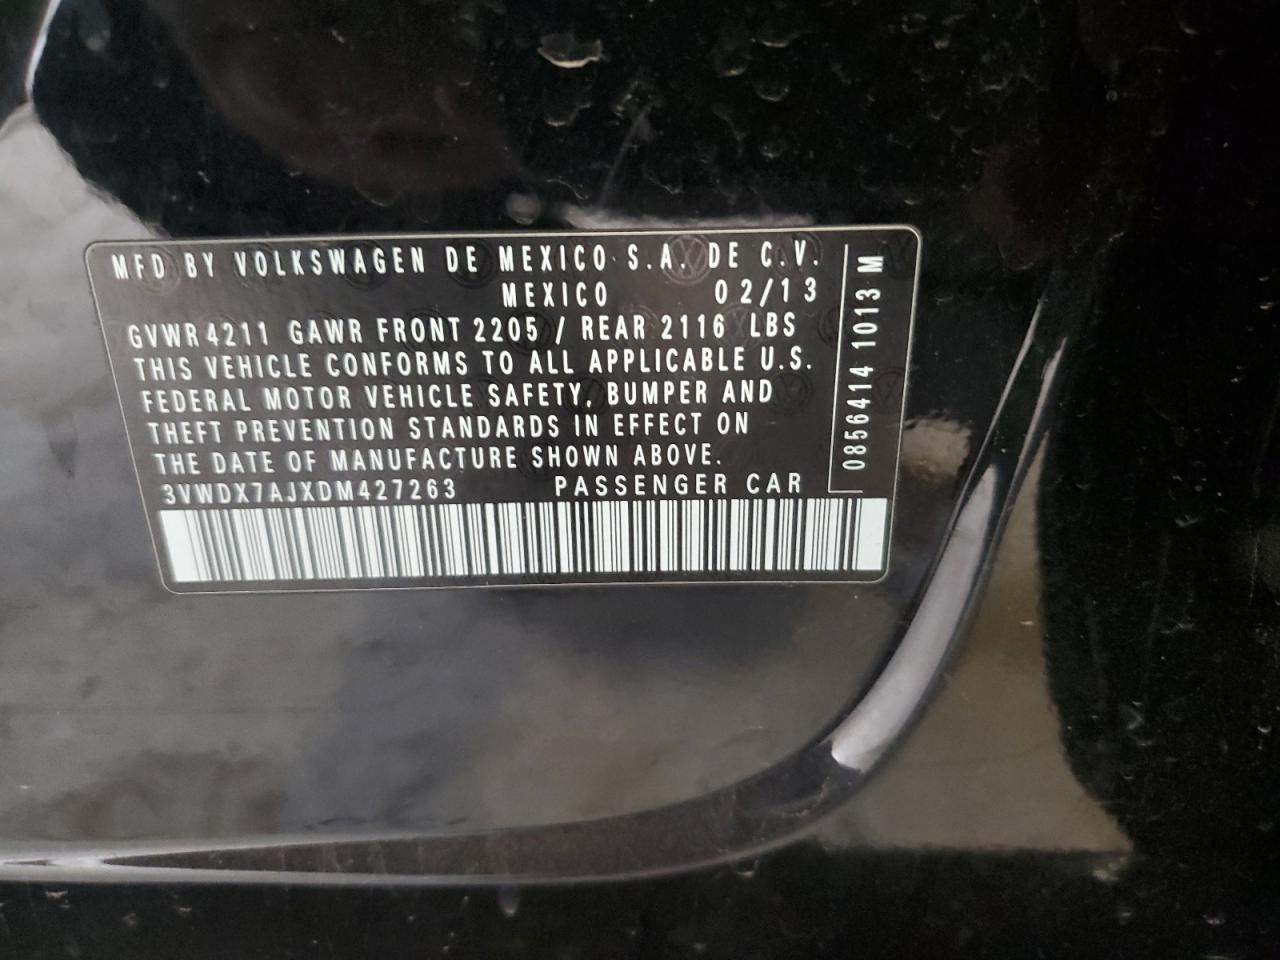 MFD BY VOLKSWAGEN DE MEXICO S.A. DE C.V.
MEXICO 02/13
GVWR 4211 GAWR FRONT 2205 / REAR 2116 LBS
THIS VEHICLE CONFORMS TO ALL APPLICABLE U.S.
FEDERAL MOTOR VEHICLE SAFETY, BUMPER AND
THEFT PREVENTION STANDARDS IN EFFECT ON
THE DATE OF MANUFACTURE SHOWN ABOVE.
3VWDX7AJXDM427263 PASSENGER CAR
0856414 1013 M